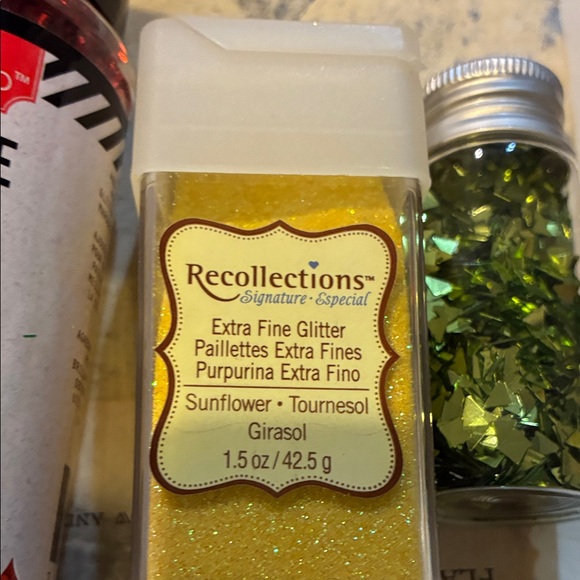 Recollections™
Signature · Especial
Extra Fine Glitter
Paillettes Extra Fines
Purpurina Extra Fino
Sunflower • Tournesol
Girasol
1.5 oz / 42.5 g